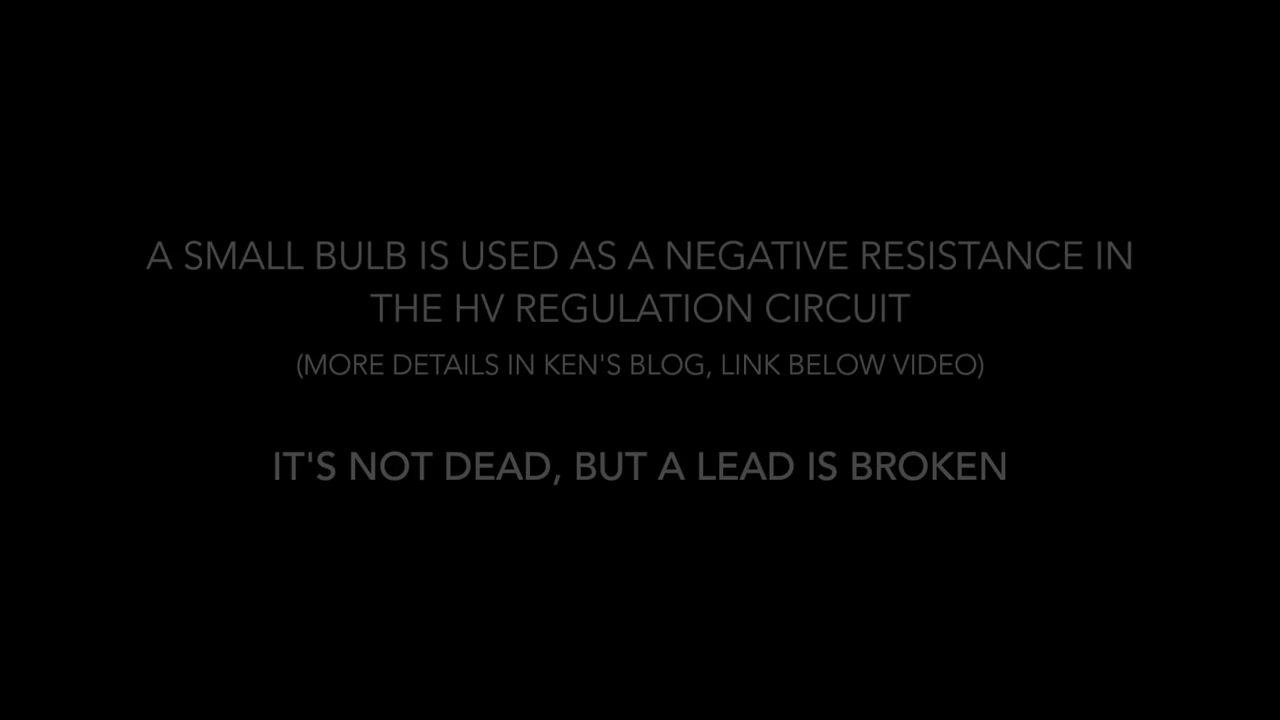 A SMALL BULB IS USED AS A NEGATIVE RESISTANCE IN
THE HV REGULATION CIRCUIT
(MORE DETAILS IN KEN'S BLOG, LINK BELOW VIDEO)
IT'S NOT DEAD, BUT A LEAD IS BROKEN